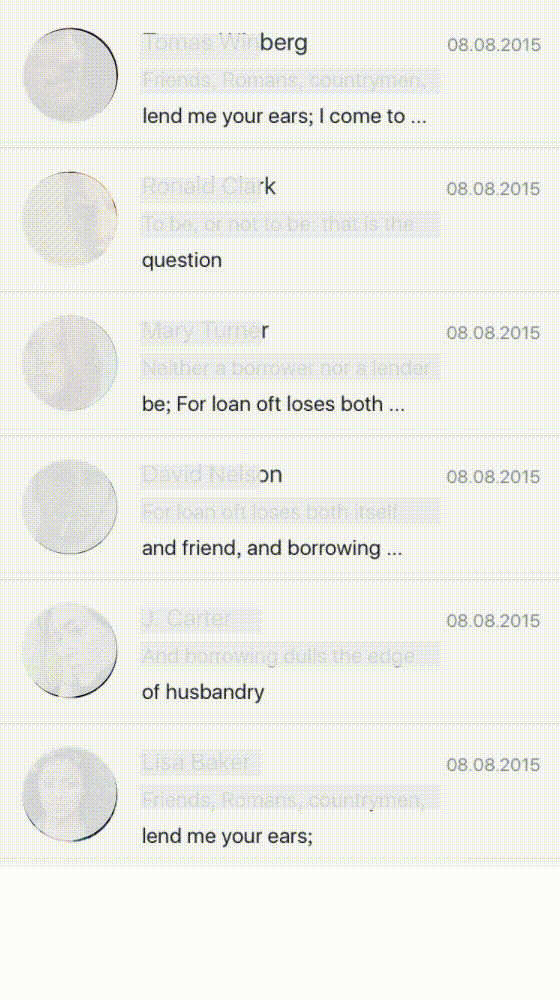 Tomas Winberg 08.08.2015
Friends, Romans, countrymen,
lend me your ears; I come to ...
Ronald Clark 08.08.2015
To be, or not to be: that is the
question
Mary Turner 08.08.2015
Neither a borrower nor a lender
be; For loan oft loses both ...
David Nelson 08.08.2015
For loan oft loses both itself
and friend, and borrowing ...
J. Carter 08.08.2015
And borrowing dulls the edge
of husbandry
Lisa Baker 08.08.2015
Friends, Romans, countrymen,
lend me your ears;